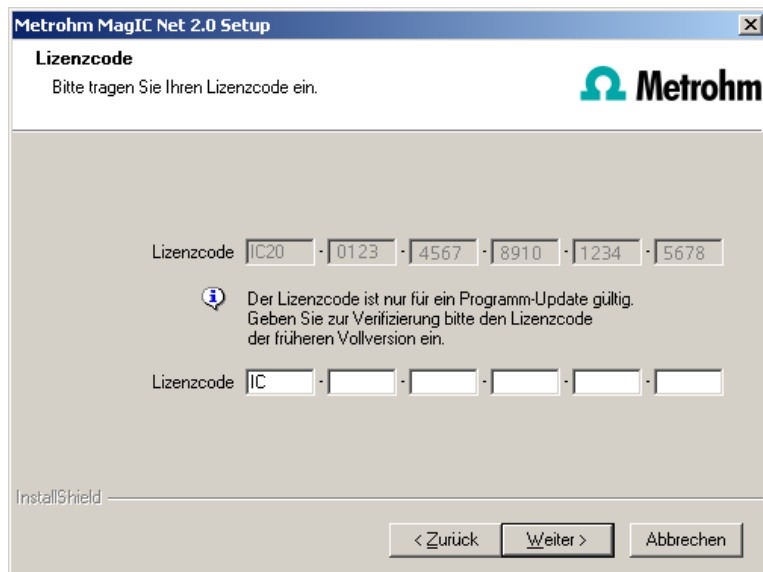 Metrohm MagIC Net 2.0 Setup
Lizenzcode
Bitte tragen Sie Ihren Lizenzcode ein.
Metrohm
Lizenzcode IC20 - 0123 - 4567 - 8910 - 1234 - 5678
Der Lizenzcode ist nur für ein Programm-Update gültig.
Geben Sie zur Verifizierung bitte den Lizenzcode
der früheren Vollversion ein.
Lizenzcode IC - - - - -
InstallShield
< Zurück Weiter > Abbrechen